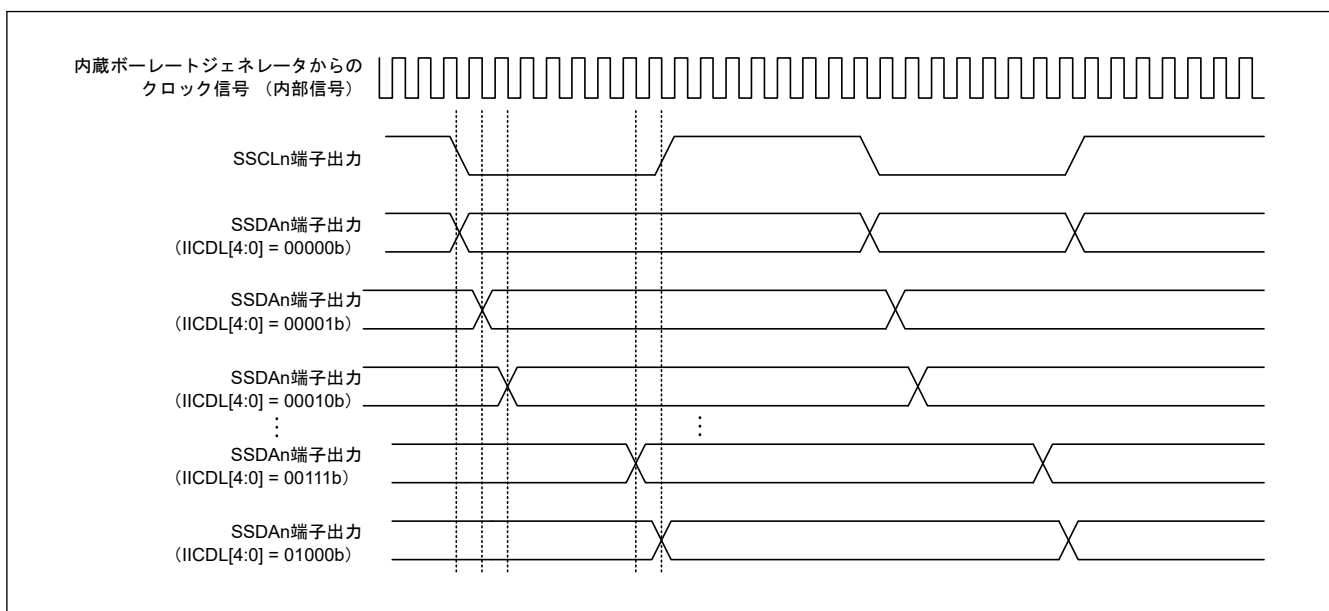 内蔵ボーレートジェネレータからの
クロック信号 （内部信号）
SSCLn端子出力
SSDAn端子出力
（IICDL[4:0] = 00000b）
SSDAn端子出力
（IICDL[4:0] = 00001b）
SSDAn端子出力
（IICDL[4:0] = 00010b）
SSDAn端子出力
（IICDL[4:0] = 00111b）
SSDAn端子出力
（IICDL[4:0] = 01000b）